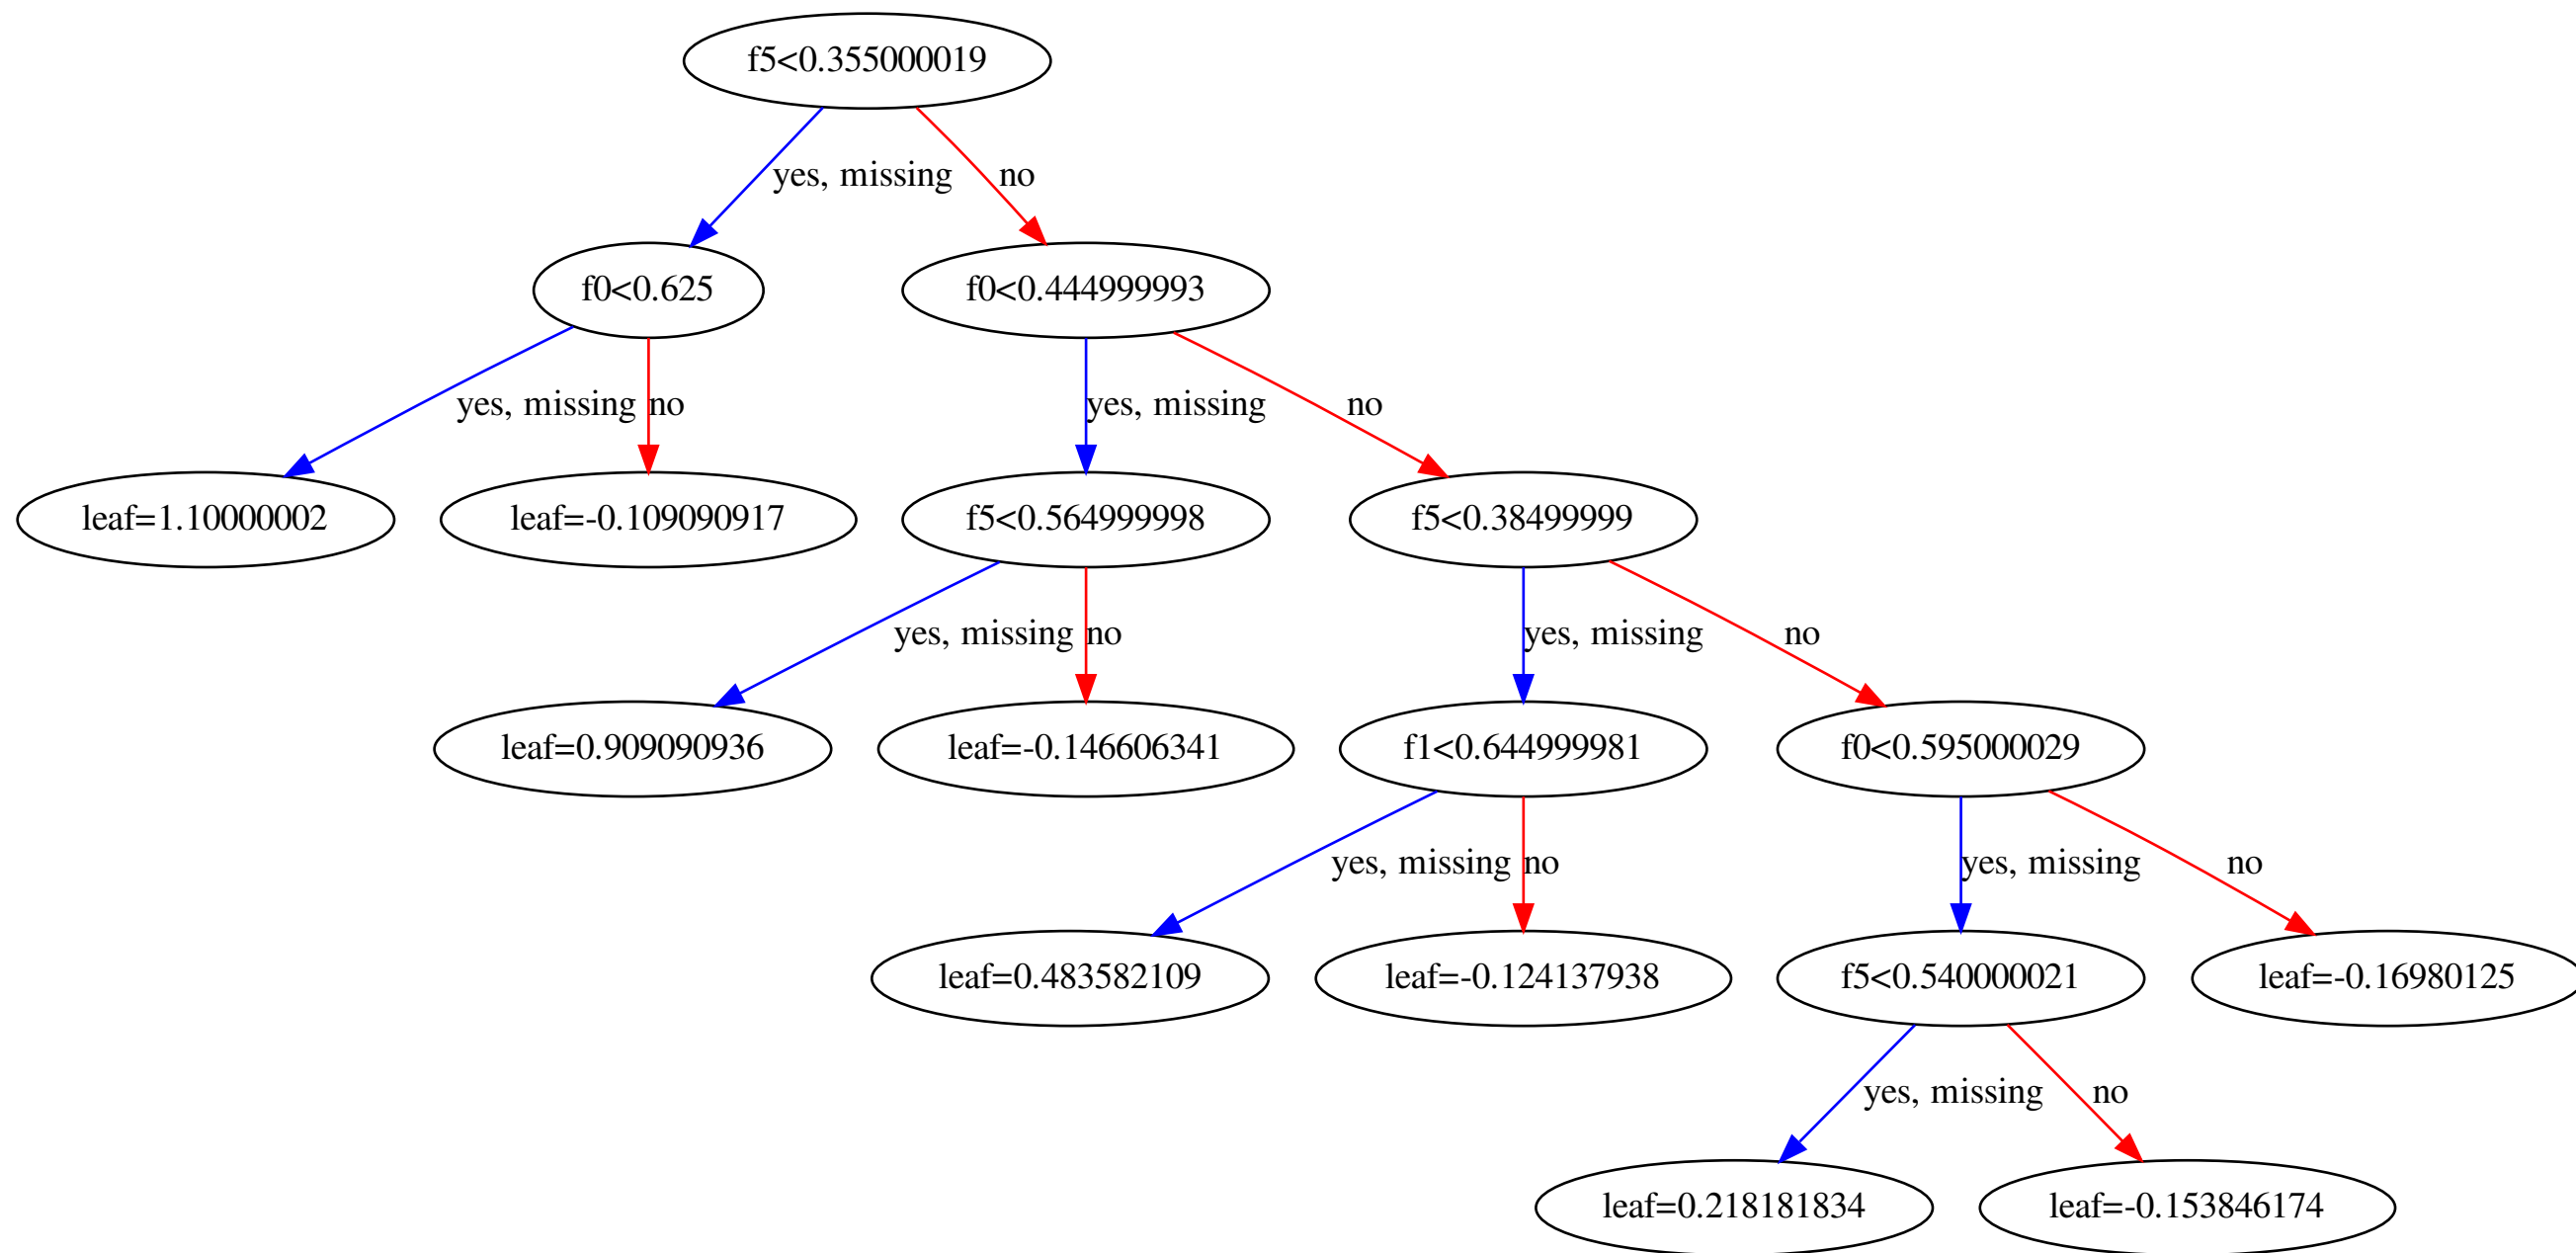 f5<0.355000019
yes, missing
no
f0<0.625
f0<0.444999993
yes, missing
no
yes, missing
no
leaf=1.10000002
leaf=-0.109090917
f5<0.564999998
f5<0.38499999
yes, missing
no
yes, missing
no
leaf=0.909090936
leaf=-0.146606341
f1<0.644999981
f0<0.595000029
yes, missing
no
yes, missing
no
leaf=0.483582109
leaf=-0.124137938
f5<0.540000021
leaf=-0.16980125
yes, missing
no
leaf=0.218181834
leaf=-0.153846174